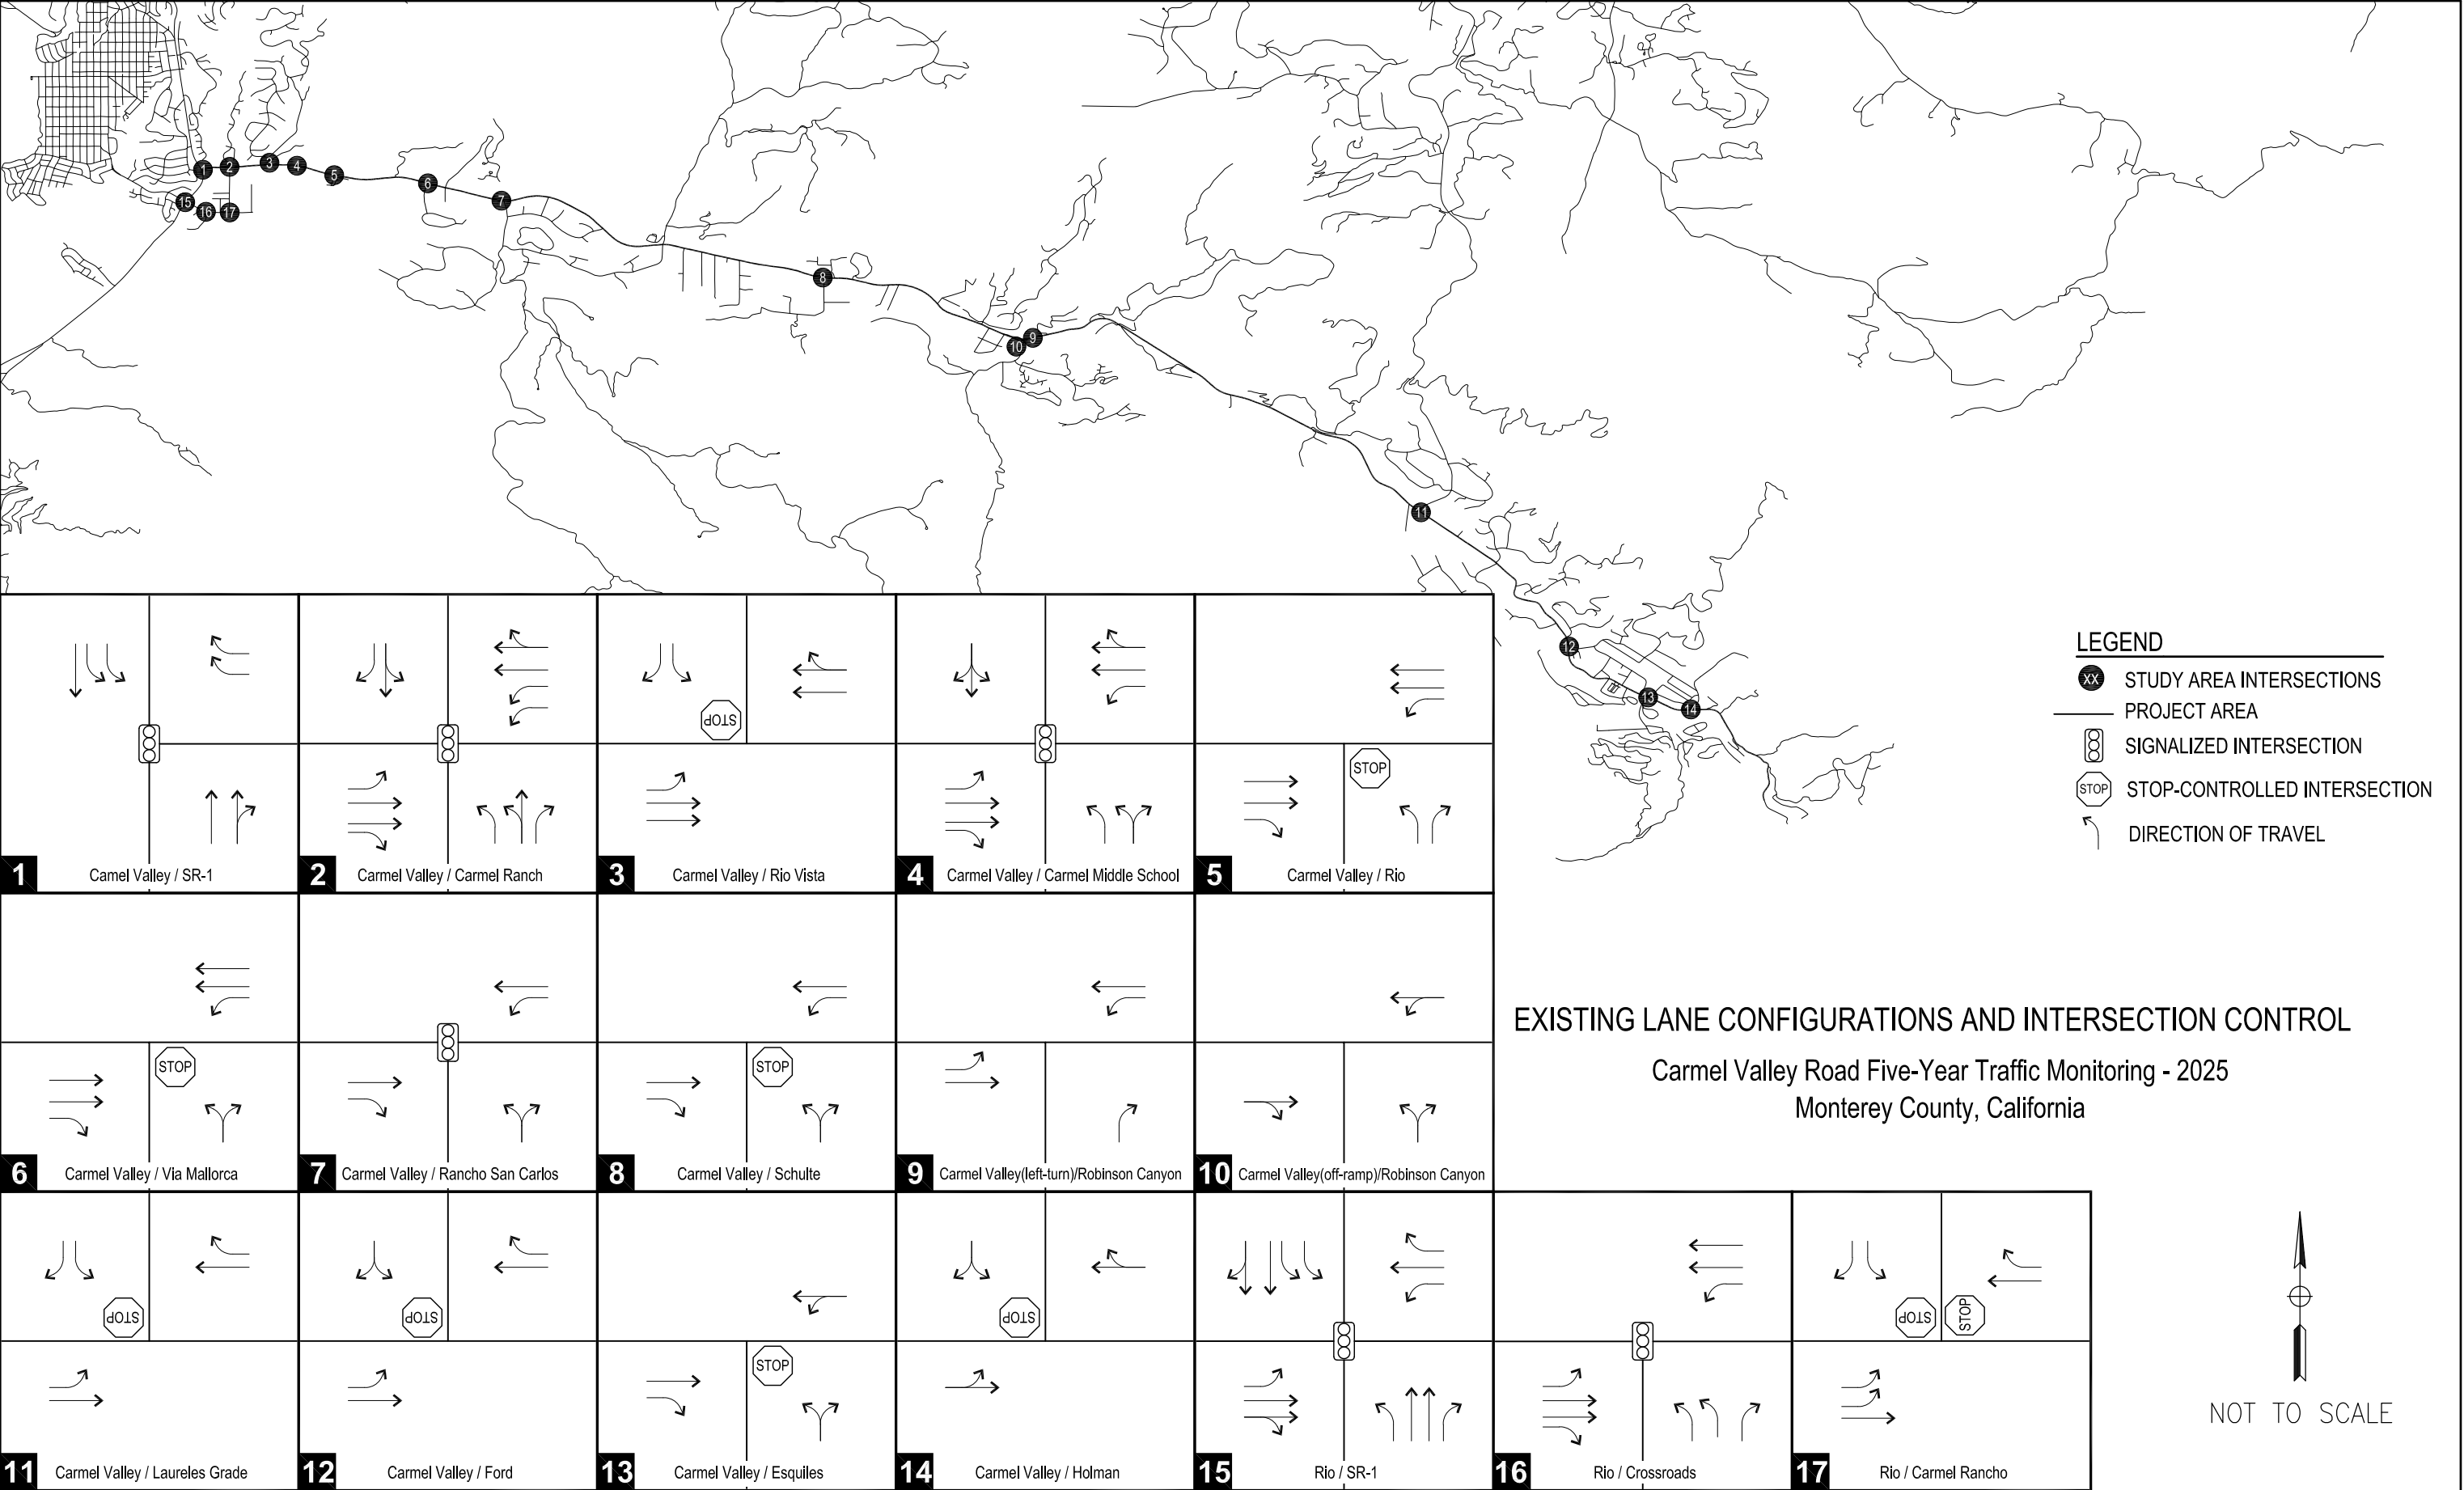 1
2
3
4
5
6
7
15
16
17
8
9
10
11
12
13
14
LEGEND
XX STUDY AREA INTERSECTIONS
PROJECT AREA
SIGNALIZED INTERSECTION
STOP STOP-CONTROLLED INTERSECTION
DIRECTION OF TRAVEL
1 Camel Valley / SR-1
2 Carmel Valley / Carmel Ranch
STOP
3 Carmel Valley / Rio Vista
4 Carmel Valley / Carmel Middle School
STOP
5 Carmel Valley / Rio
STOP
6 Carmel Valley / Via Mallorca
7 Carmel Valley / Rancho San Carlos
STOP
8 Carmel Valley / Schulte
9 Carmel Valley(left-turn)/Robinson Canyon
10 Carmel Valley(off-ramp)/Robinson Canyon
EXISTING LANE CONFIGURATIONS AND INTERSECTION CONTROL
Carmel Valley Road Five-Year Traffic Monitoring - 2025
Monterey County, California
STOP
11 Carmel Valley / Laureles Grade
STOP
12 Carmel Valley / Ford
STOP
13 Carmel Valley / Esquiles
STOP
14 Carmel Valley / Holman
15 Rio / SR-1
16 Rio / Crossroads
STOP STOP
17 Rio / Carmel Rancho
NOT TO SCALE